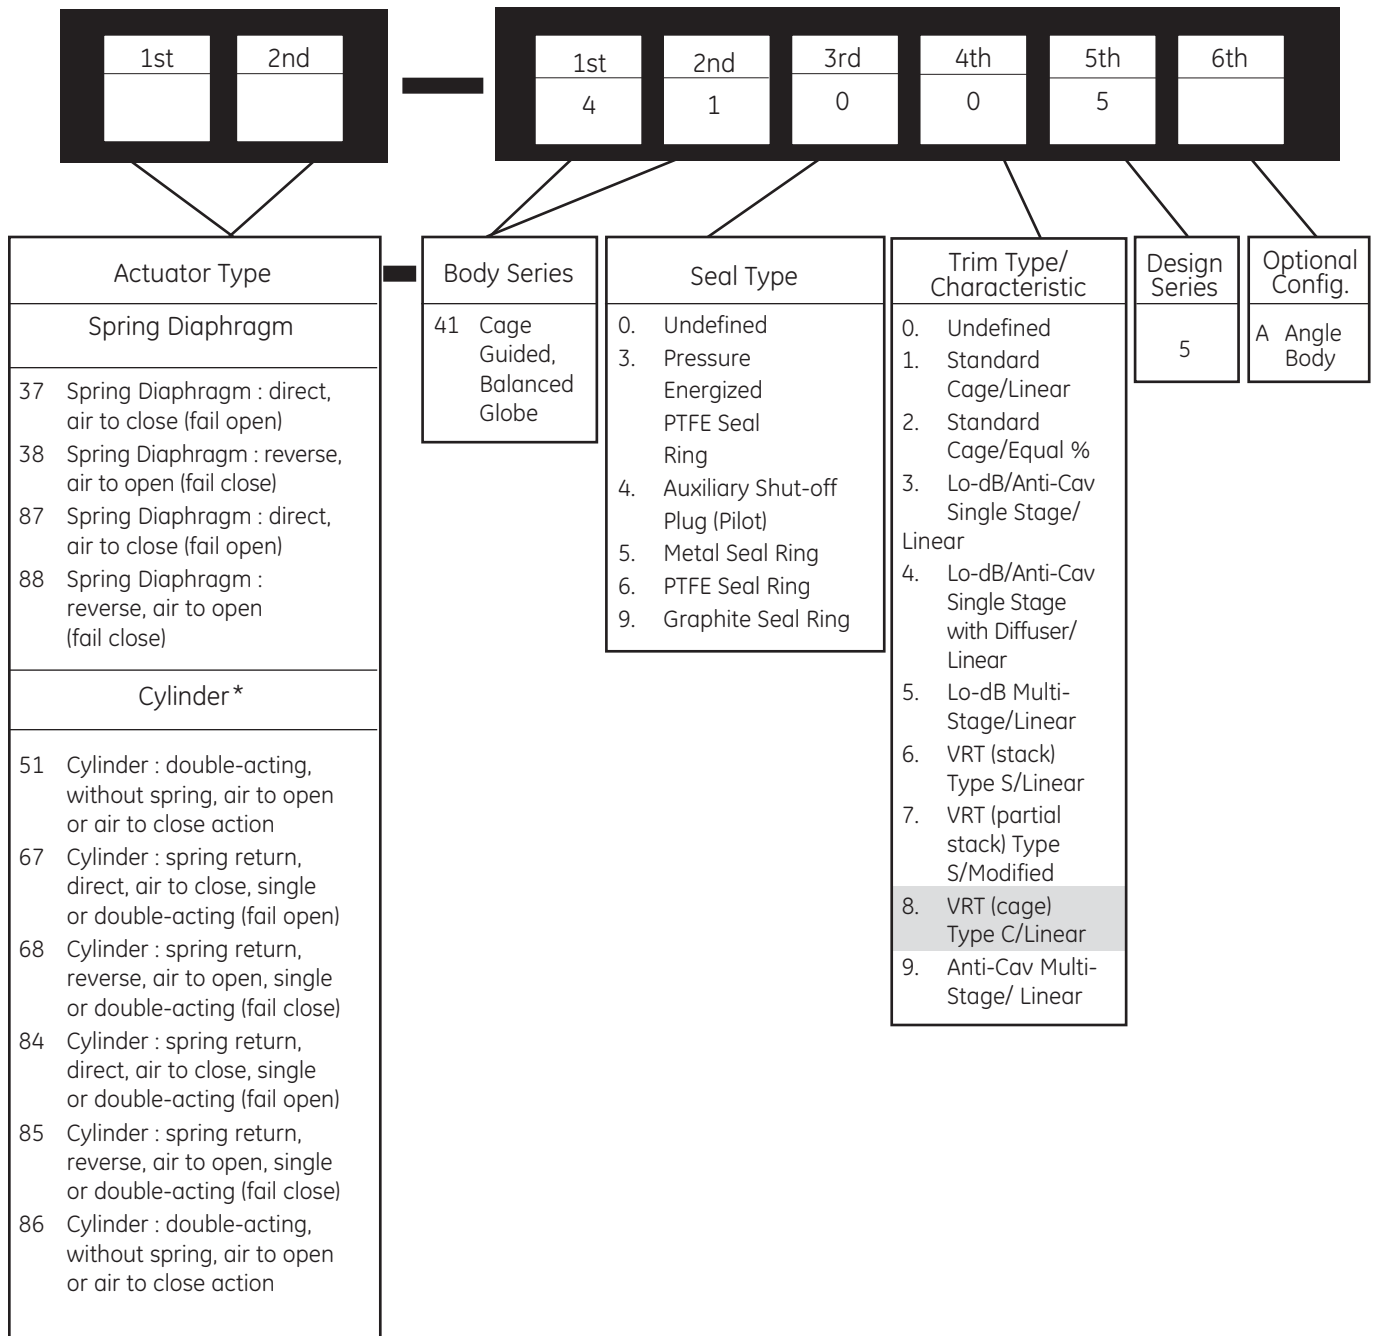 1st 2nd
1st 2nd 3rd 4th 5th 6th
4 1 0 0 5
Actuator Type
Spring Diaphragm
37 Spring Diaphragm : direct,
air to close (fail open)
38 Spring Diaphragm : reverse,
air to open (fail close)
87 Spring Diaphragm : direct,
air to close (fail open)
88 Spring Diaphragm :
reverse, air to open
(fail close)
Cylinder*
51 Cylinder : double-acting,
without spring, air to open
or air to close action
67 Cylinder : spring return,
direct, air to close, single
or double-acting (fail open)
68 Cylinder : spring return,
reverse, air to open, single
or double-acting (fail close)
84 Cylinder : spring return,
direct, air to close, single
or double-acting (fail open)
85 Cylinder : spring return,
reverse, air to open, single
or double-acting (fail close)
86 Cylinder : double-acting,
without spring, air to open
or air to close action
Body Series
41 Cage
Guided,
Balanced
Globe
Seal Type
0. Undefined
3. Pressure
Energized
PTFE Seal
Ring
4. Auxiliary Shut-off
Plug (Pilot)
5. Metal Seal Ring
6. PTFE Seal Ring
9. Graphite Seal Ring
Trim Type/
Characteristic
0. Undefined
1. Standard
Cage/Linear
2. Standard
Cage/Equal %
3. Lo-dB/Anti-Cav
Single Stage/
Linear
4. Lo-dB/Anti-Cav
Single Stage
with Diffuser/
Linear
5. Lo-dB Multi-
Stage/Linear
6. VRT (stack)
Type S/Linear
7. VRT (partial
stack) Type
S/Modified
8. VRT (cage)
Type C/Linear
9. Anti-Cav Multi-
Stage/ Linear
Design
Series
5
Optional
Config.
A Angle
Body